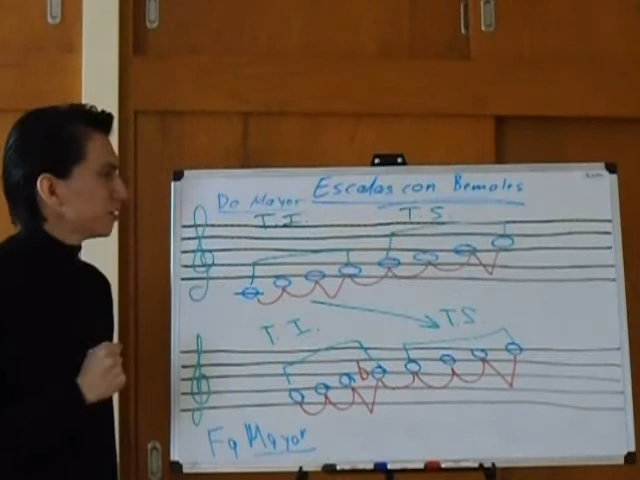 Escalas con Bemoles
Do Mayor
T.I. T.S.
T.I. T.S.
b
Fa Mayor